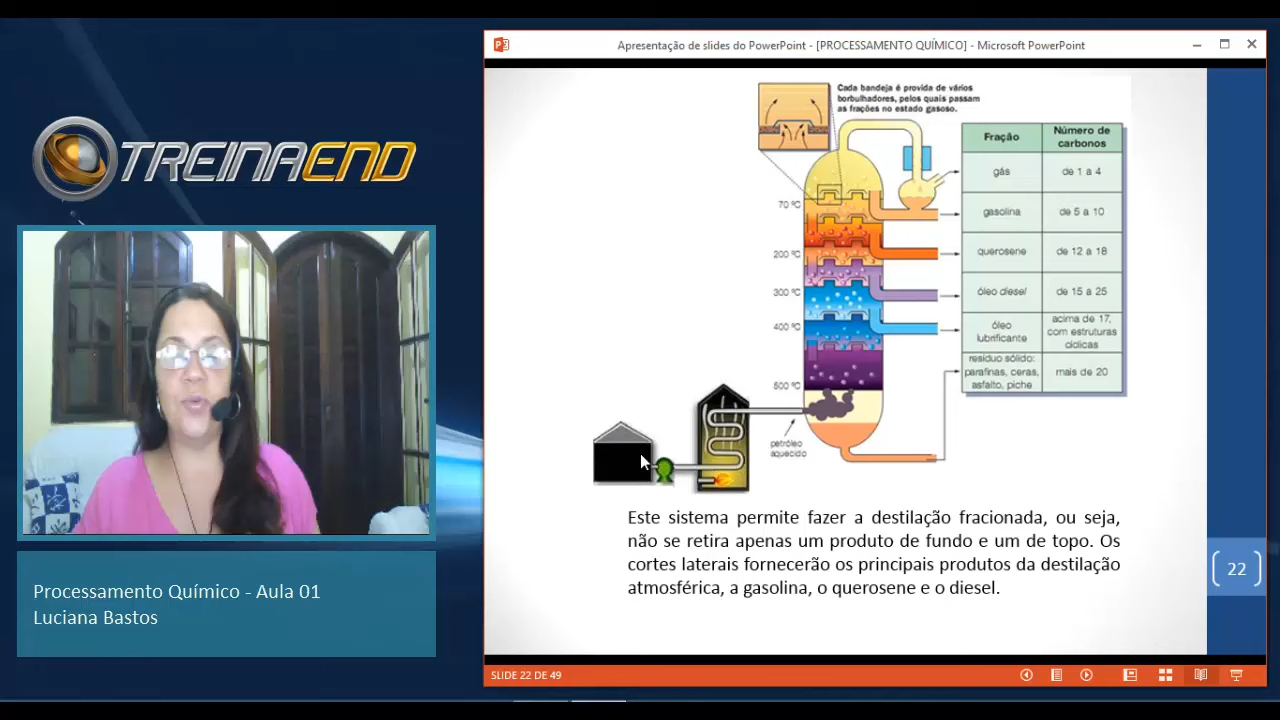 TREINAEND
Processamento Químico - Aula 01
Luciana Bastos
Apresentação de slides do PowerPoint - [PROCESSAMENTO QUÍMICO] - Microsoft PowerPoint
Cada bandeja é provida de vários
borbulhadores, pelos quais passam
as frações no estado gasoso.
Fração
Número de
carbonos
gás
de 1 a 4
70 ºC
gasolina
de 5 a 10
200 ºC
querosene
de 12 a 18
300 ºC
óleo diesel
de 15 a 25
400 ºC
óleo
lubrificante
acima de 17,
com estruturas
cíclicas
500 ºC
resíduo sólido:
parafinas, ceras,
asfalto, piche
mais de 20
petróleo
aquecido
Este sistema permite fazer a destilação fracionada, ou seja,
não se retira apenas um produto de fundo e um de topo. Os
cortes laterais fornecerão os principais produtos da destilação
atmosférica, a gasolina, o querosene e o diesel.
22
SLIDE 22 DE 49